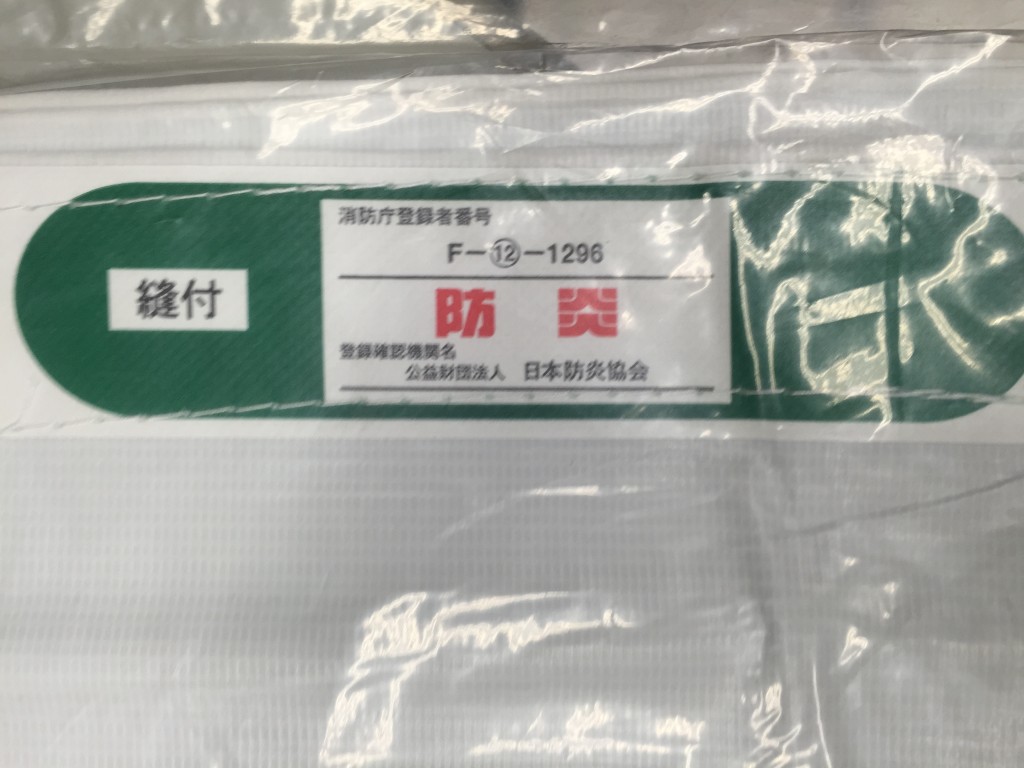 縫付
消防庁登録者番号
F-⑫-1296
防 炎
登録確認機関名
公益財団法人 日本防炎協会